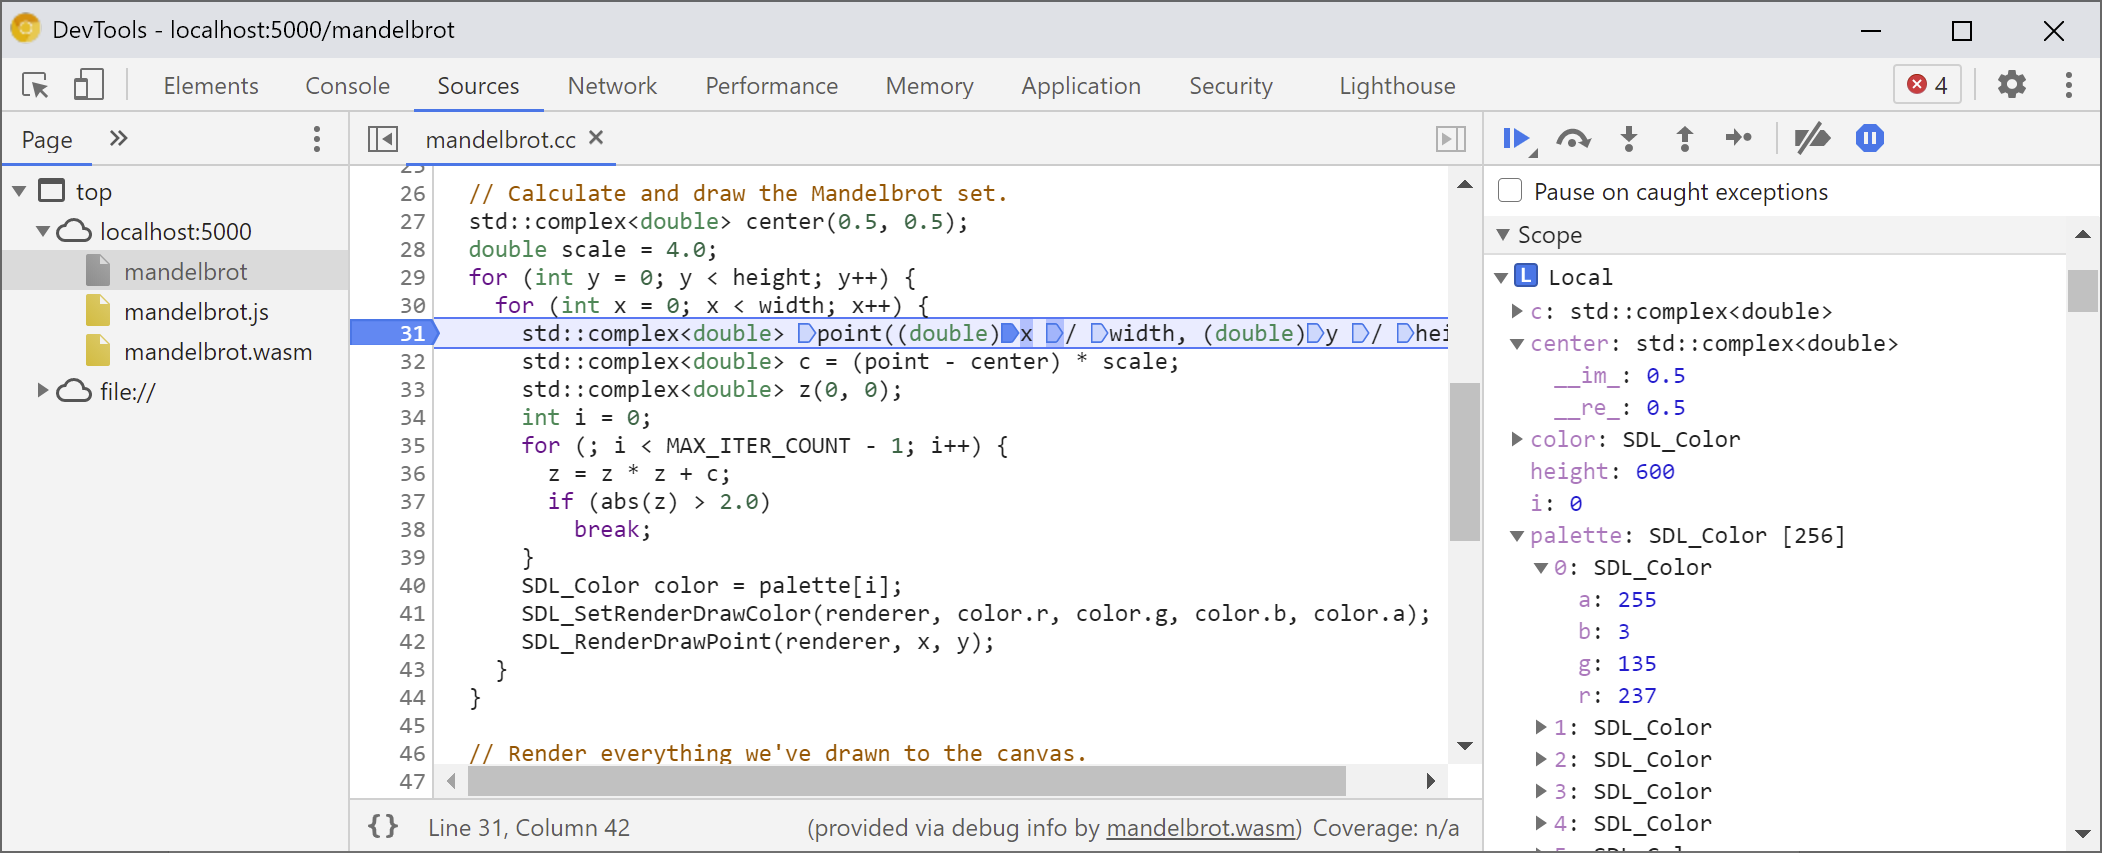 DevTools - localhost:5000/mandelbrot
Elements Console Sources Network Performance Memory Application Security Lighthouse 4
Page
top
localhost:5000
mandelbrot
mandelbrot.js
mandelbrot.wasm
file://
mandelbrot.cc
25
26 // Calculate and draw the Mandelbrot set.
27 std::complex<double> center(0.5, 0.5);
28 double scale = 4.0;
29 for (int y = 0; y < height; y++) {
30 for (int x = 0; x < width; x++) {
31 std::complex<double> point((double)x / width, (double)y / hei
32 std::complex<double> c = (point - center) * scale;
33 std::complex<double> z(0, 0);
34 int i = 0;
35 for (; i < MAX_ITER_COUNT - 1; i++) {
36 z = z * z + c;
37 if (abs(z) > 2.0)
38 break;
39 }
40 SDL_Color color = palette[i];
41 SDL_SetRenderDrawColor(renderer, color.r, color.g, color.b, color.a);
42 SDL_RenderDrawPoint(renderer, x, y);
43 }
44 }
45
46 // Render everything we've drawn to the canvas.
47
{} Line 31, Column 42 (provided via debug info by mandelbrot.wasm) Coverage: n/a
Pause on caught exceptions
Scope
L Local
c: std::complex<double>
center: std::complex<double>
__im_: 0.5
__re_: 0.5
color: SDL_Color
height: 600
i: 0
palette: SDL_Color [256]
0: SDL_Color
a: 255
b: 3
g: 135
r: 237
1: SDL_Color
2: SDL_Color
3: SDL_Color
4: SDL_Color
5: SDL_Color